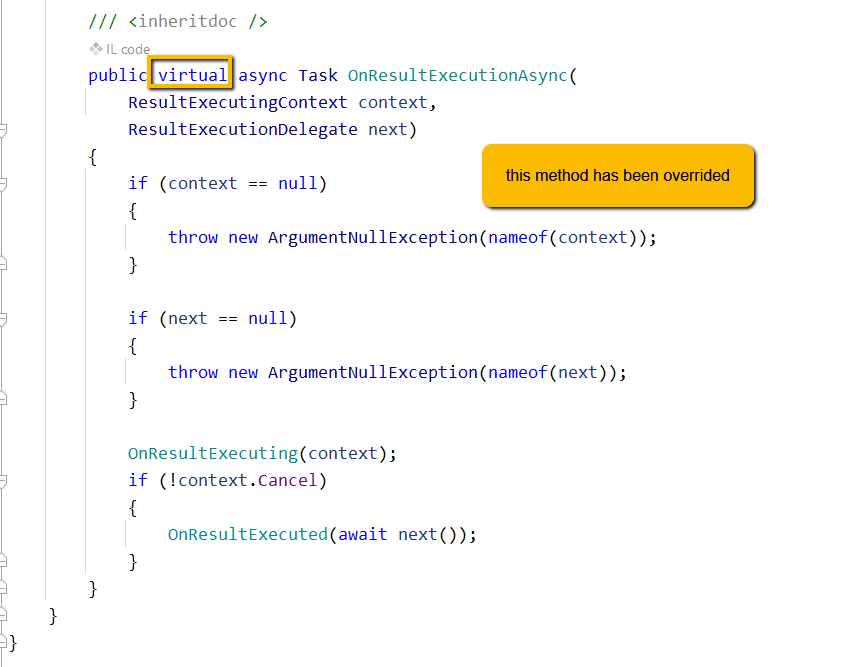 /// <inheritdoc />
IL code
public virtual async Task OnResultExecutionAsync(
ResultExecutingContext context,
ResultExecutionDelegate next)
{
if (context == null)
this method has been overrided
{
throw new ArgumentNullException(nameof(context));
}
if (next == null)
{
throw new ArgumentNullException(nameof(next));
}
OnResultExecuting(context);
if (!context.Cancel)
{
OnResultExecuted(await next());
}
}
}
}